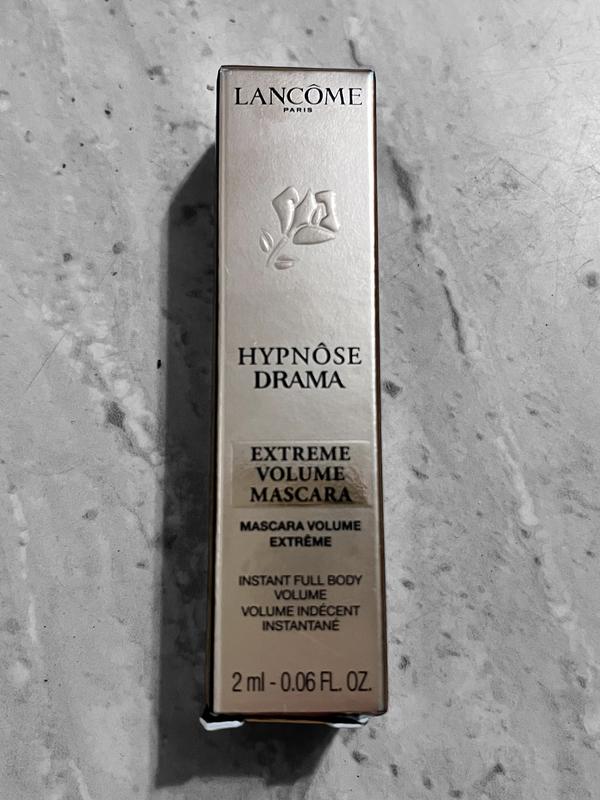 LANCÔME
PARIS
HYPNÔSE
DRAMA
EXTREME
VOLUME
MASCARA
MASCARA VOLUME
EXTRÊME
INSTANT FULL BODY
VOLUME
VOLUME INDÉCENT
INSTANTANÉ
2 ml - 0.06 FL. OZ.